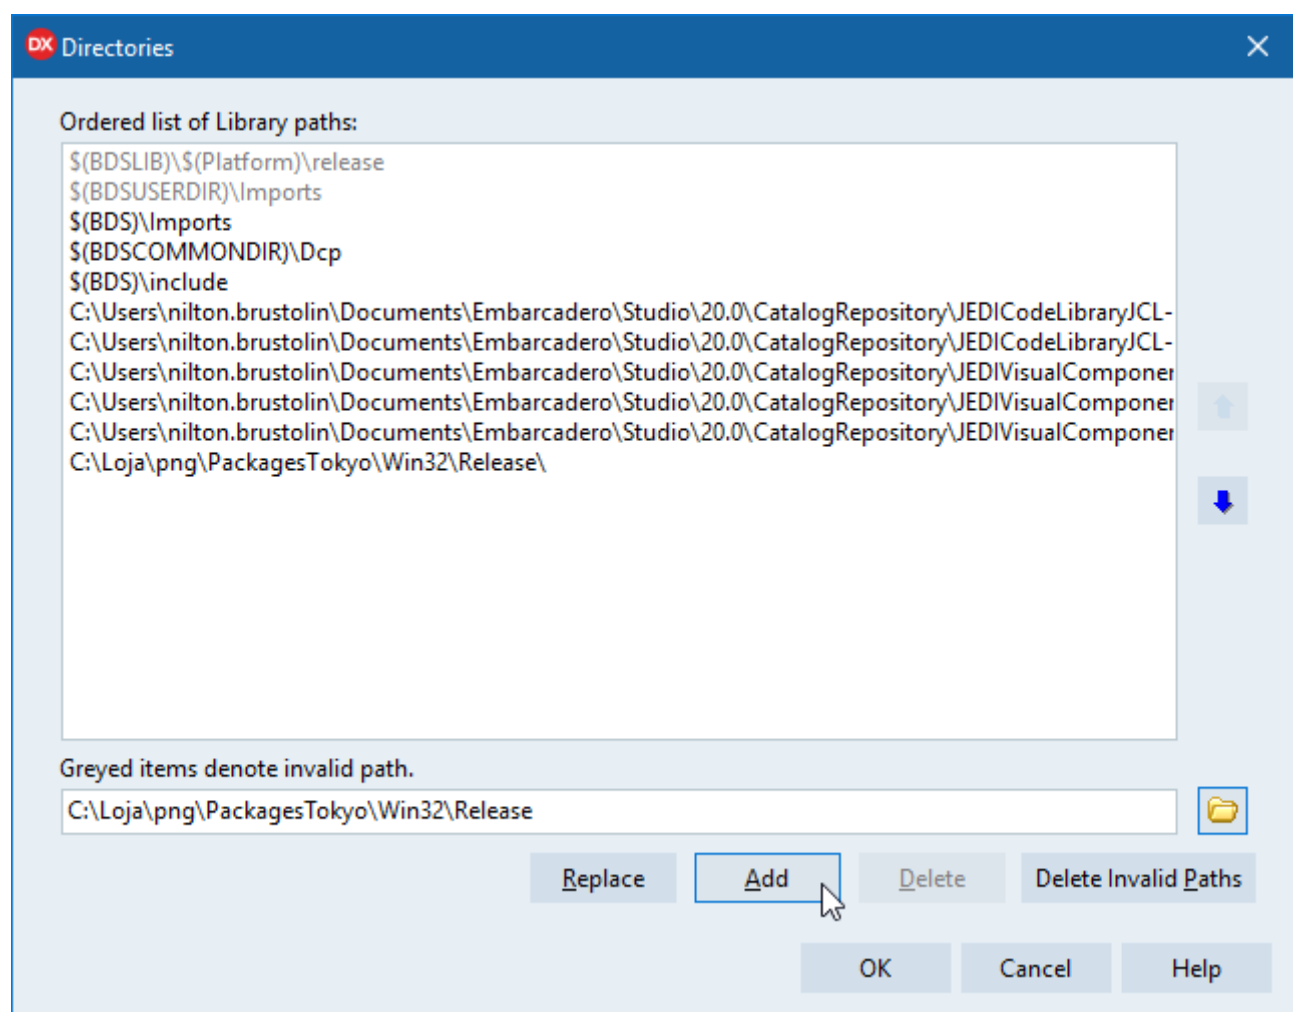 DX Directories
Ordered list of Library paths:
$(BDSLIB)\$(Platform)\release
$(BDSUSERDIR)\Imports
$(BDS)\Imports
$(BDSCOMMONDIR)\Dcp
$(BDS)\include
C:\Users\nilton.brustolin\Documents\Embarcadero\Studio\20.0\CatalogRepository\JEDICodeLibraryJCL-
C:\Users\nilton.brustolin\Documents\Embarcadero\Studio\20.0\CatalogRepository\JEDICodeLibraryJCL-
C:\Users\nilton.brustolin\Documents\Embarcadero\Studio\20.0\CatalogRepository\JEDIVisualComponer
C:\Users\nilton.brustolin\Documents\Embarcadero\Studio\20.0\CatalogRepository\JEDIVisualComponer
C:\Users\nilton.brustolin\Documents\Embarcadero\Studio\20.0\CatalogRepository\JEDIVisualComponer
C:\Loja\png\PackagesTokyo\Win32\Release\
Greyed items denote invalid path.
C:\Loja\png\PackagesTokyo\Win32\Release
Replace Add Delete Delete Invalid Paths
OK Cancel Help